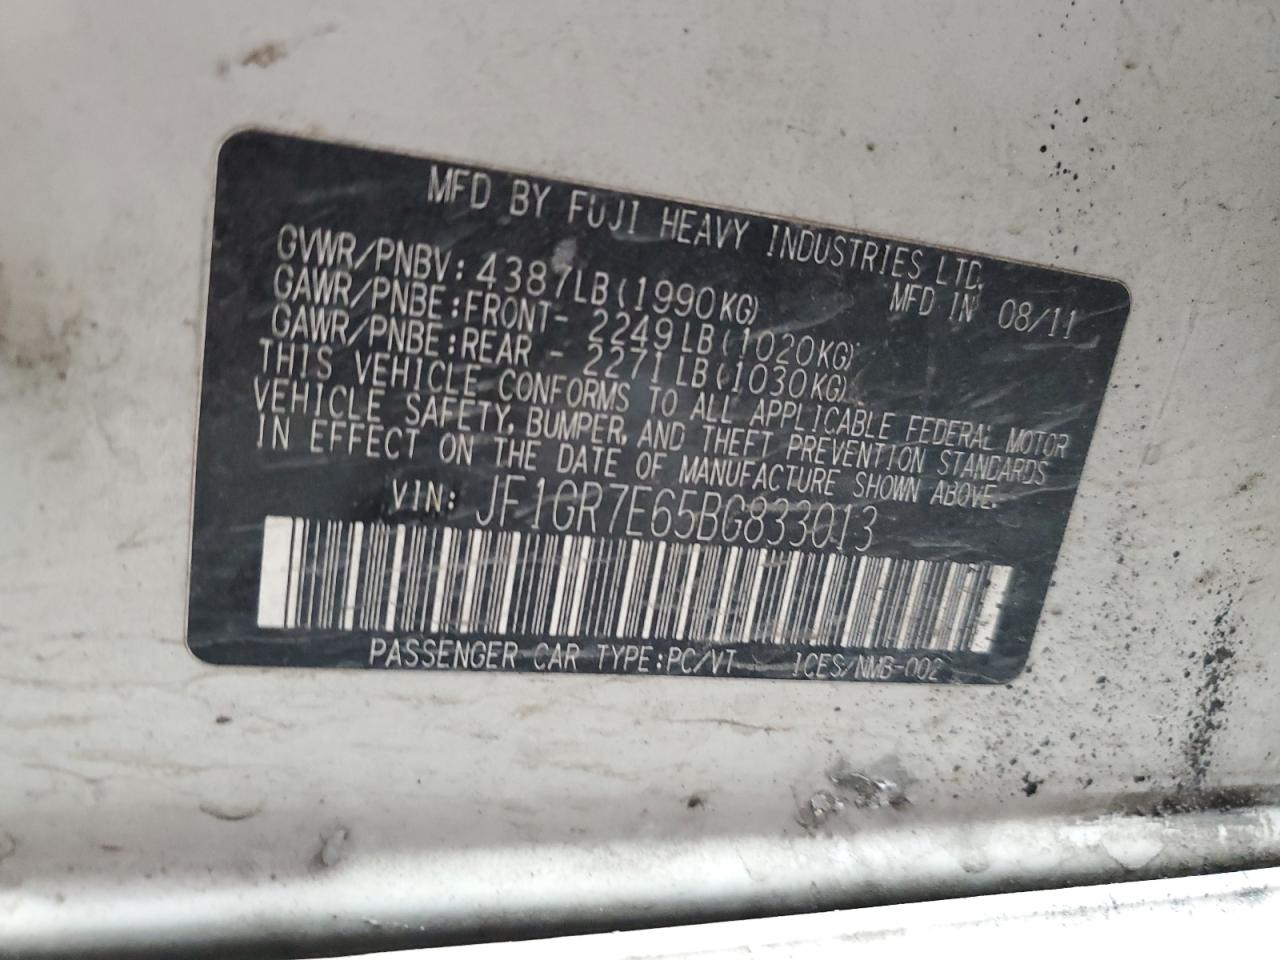 MFD BY FUJI HEAVY INDUSTRIES LTD.
MFD IN 08/11
GVWR/PNBV: 4387LB(1990KG)
GAWR/PNBE:FRONT- 2249LB(1020KG)
GAWR/PNBE:REAR - 2271LB(1030KG)
THIS VEHICLE CONFORMS TO ALL APPLICABLE FEDERAL MOTOR
VEHICLE SAFETY, BUMPER, AND THEFT PREVENTION STANDARDS
IN EFFECT ON THE DATE OF MANUFACTURE SHOWN ABOVE.
VIN: JF1GR7E65BG833013
PASSENGER CAR TYPE:PC/VT ICES/NMB-002